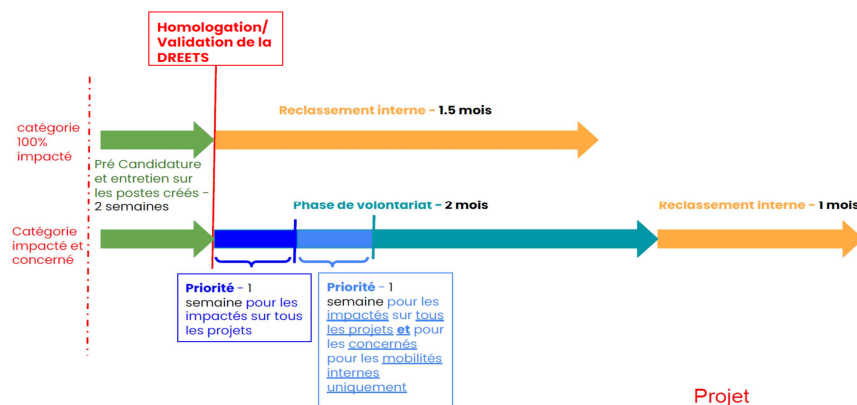 Homologation/
Validation de la
DREETS
Reclassement interne - 1.5 mois
catégorie
100%
impacté
Pré Candidature
et entretien sur
les postes créés -
2 semaines
Phase de volontariat - 2 mois
Reclassement interne - 1 mois
Catégorie
impacté et
concerné
Priorité - 1
semaine pour les
impactés sur tous
les projets
Priorité - 1
semaine pour les
impactés sur tous
les projets et pour
les concernés
pour les mobilités
internes
uniquement
Projet